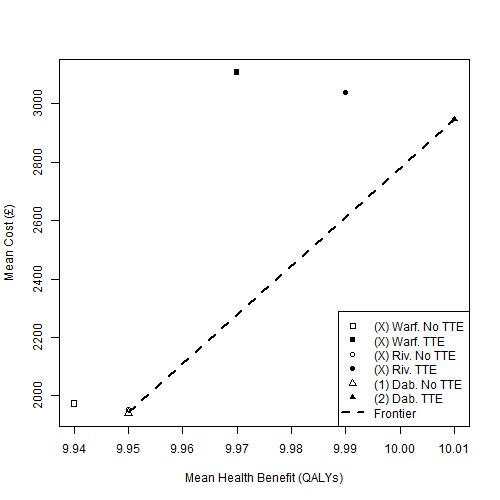 3000
2800
2600
2400
2200
2000
Mean Cost (£)
(X) Warf. No TTE
(X) Warf. TTE
(X) Riv. No TTE
(X) Riv. TTE
(1) Dab. No TTE
(2) Dab. TTE
Frontier
9.94 9.95 9.96 9.97 9.98 9.99 10.00 10.01
Mean Health Benefit (QALYs)